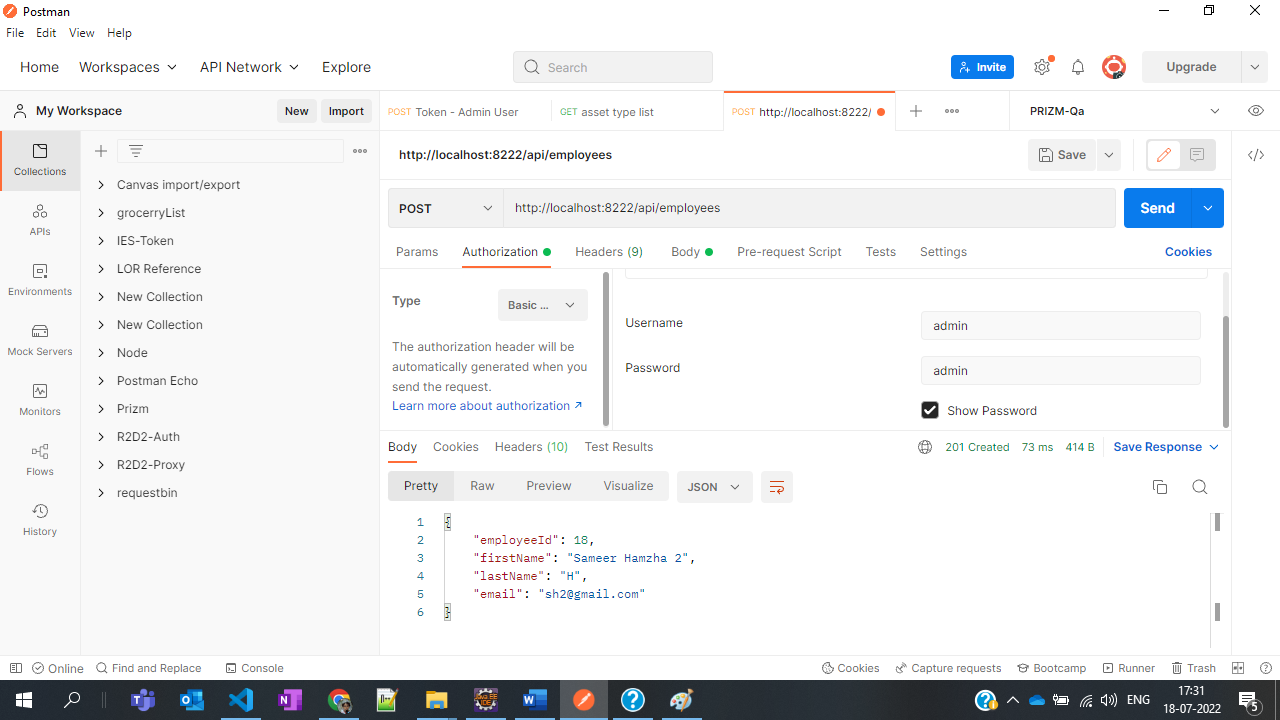 Postman
File Edit View Help
Home Workspaces API Network Explore Search Invite Upgrade
My Workspace New Import POST Token - Admin User GET asset type list POST http://localhost:8222/ PRIZM-Qa
http://localhost:8222/api/employees Save
Collections
APIs
Environments
Mock Servers
Monitors
Flows
History
Canvas import/export
grocerryList
IES-Token
LOR Reference
New Collection
New Collection
Node
Postman Echo
Prizm
R2D2-Auth
R2D2-Proxy
requestbin
POST http://localhost:8222/api/employees Send
Params Authorization Headers (9) Body Pre-request Script Tests Settings Cookies
Type Basic ...
The authorization header will be
automatically generated when you
send the request.
Learn more about authorization ↗
Username admin
Password admin
Show Password
Body Cookies Headers (10) Test Results 201 Created 73 ms 414 B Save Response
Pretty Raw Preview Visualize JSON
1 {
2 "employeeId": 18,
3 "firstName": "Sameer Hamzha 2",
4 "lastName": "H",
5 "email": "sh2@gmail.com"
6 }
Online Find and Replace Console Cookies Capture requests Bootcamp Runner Trash
ENG 17:31
18-07-2022 5